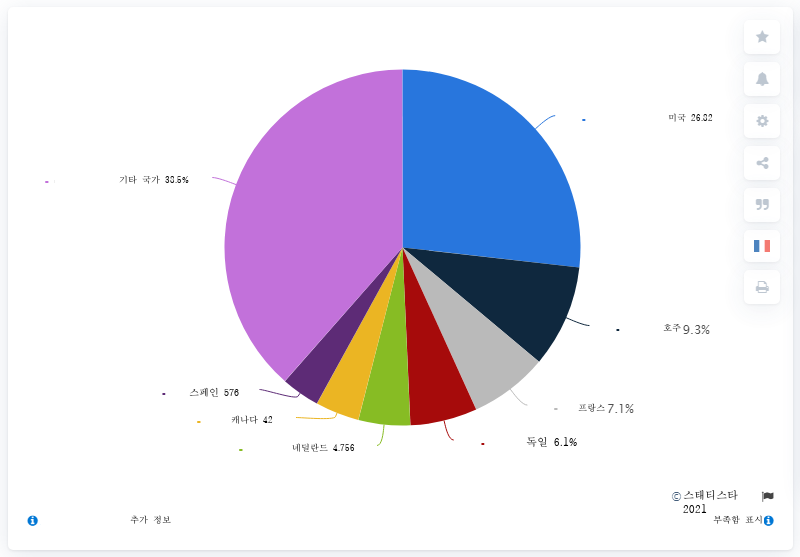 미국 26.82
기타 국가 38.5%
호주 9.3%
스페인 576
프랑스 7.1%
캐나다 42
독일 6.1%
네덜란드 4.756
©스태티스타
2021
추가 정보
부족함 표시